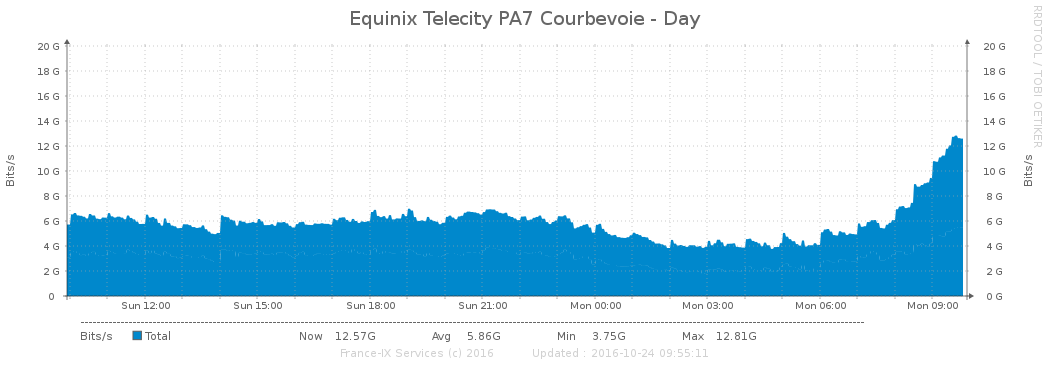 Equinix Telecity PA7 Courbevoie - Day
RRDTOOL / TOBI OETIKER
Bits/s
20 G 20 G
18 G 18 G
16 G 16 G
14 G 14 G
12 G 12 G
10 G 10 G
8 G 8 G
6 G 6 G
4 G 4 G
2 G 2 G
0 0 G
Bits/s
Sun 12:00 Sun 15:00 Sun 18:00 Sun 21:00 Mon 00:00 Mon 03:00 Mon 06:00 Mon 09:00
Bits/s Total Now 12.57G Avg 5.86G Min 3.75G Max 12.81G
France-IX Services (c) 2016 Updated : 2016-10-24 09:55:11